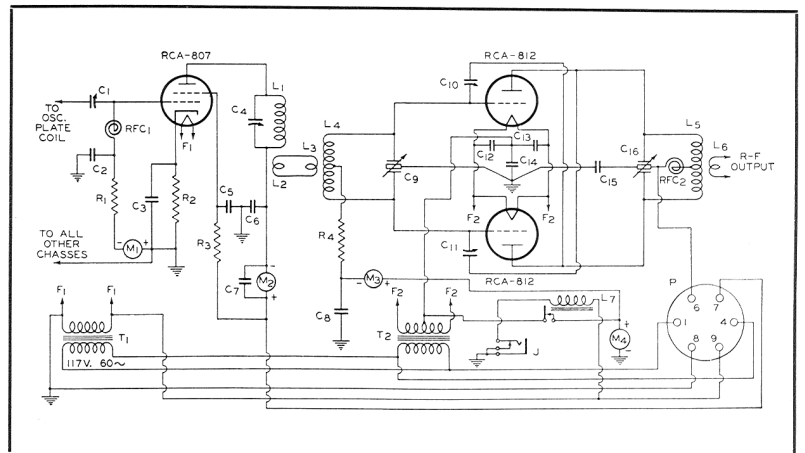 RCA-807
RCA-812
C1
TO
OSC.
PLATE
COIL
RFC1
F1
C2
R1
C3
R2
C4
L1
L2
L3
L4
C5
C6
R3
C7
M1
- +
M2
-
+
TO ALL
OTHER
CHASSES
C10
C12
C13
C14
C9
F2
F2
C11
RCA-812
C15
C16
RFC2
L5
L6
R-F
OUTPUT
R4
M3
- +
C8
F1
F1
T1
117V. 60~
F2
F2
T2
L7
J
M4
+
-
P
6
7
1
4
8
9